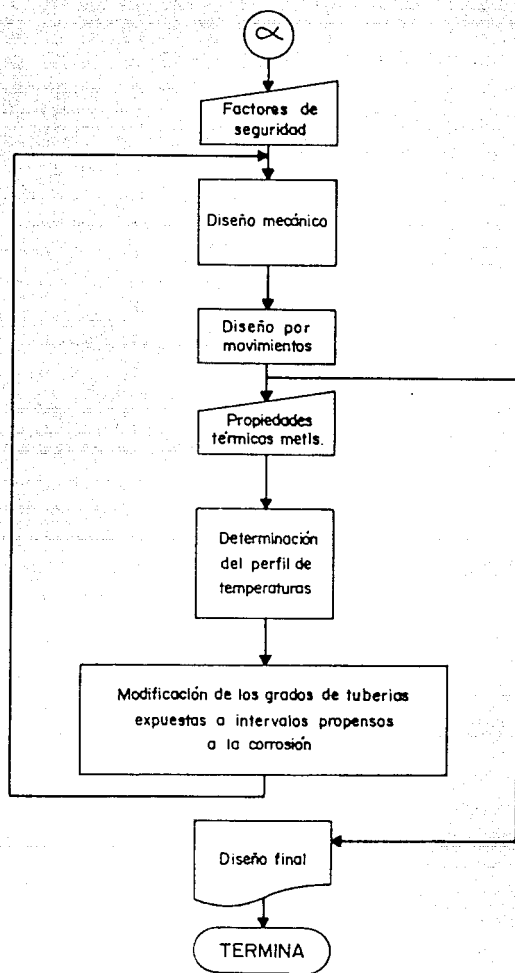 α
Factores de
seguridad
Diseño mecánico
Diseño por
movimientos
Propiedades
térmicas metls.
Determinación
del perfil de
temperaturas
Modificación de los grados de tuberias
expuestas a intervalos propensos
a la corrosión
Diseño final
TERMINA